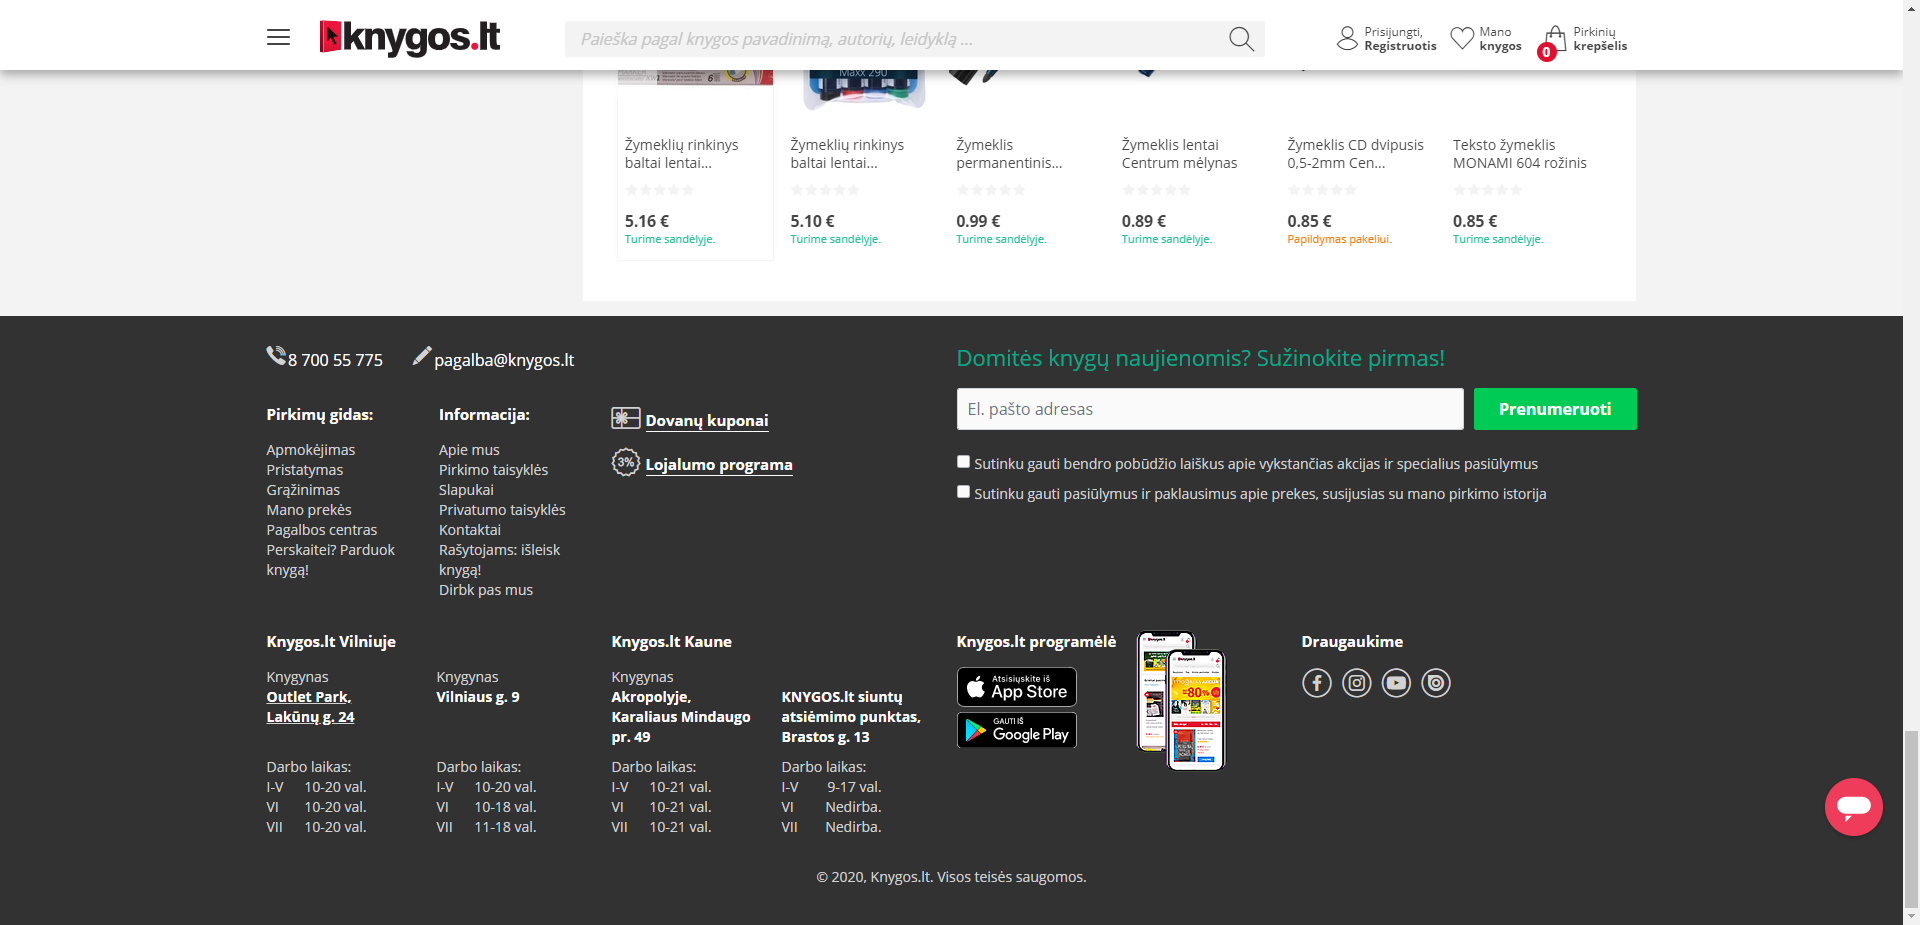 knygos.lt
Paieška pagal knygos pavadinimą, autorių, leidyklą ...
Prisijungti,
Registruotis
Mano
knygos
0
Pirkinių
krepšelis
Maxx 290
Žymeklių rinkinys
baltai lentai...
5.16 €
Turime sandėlyje.
Žymeklių rinkinys
baltai lentai...
5.10 €
Turime sandėlyje.
Žymeklis
permanentinis...
0.99 €
Turime sandėlyje.
Žymeklis lentai
Centrum mėlynas
0.89 €
Turime sandėlyje.
Žymeklis CD dvipusis
0,5-2mm Cen...
0.85 €
Papildymas pakeliui.
Teksto žymeklis
MONAMI 604 rožinis
0.85 €
Turime sandėlyje.
8 700 55 775
pagalba@knygos.lt
Pirkimų gidas:
Apmokėjimas
Pristatymas
Grąžinimas
Mano prekės
Pagalbos centras
Perskaitei? Parduok
knygą!
Informacija:
Apie mus
Pirkimo taisyklės
Slapukai
Privatumo taisyklės
Kontaktai
Rašytojams: išleisk
knygą!
Dirbk pas mus
Dovanų kuponai
3%
Lojalumo programa
Domitės knygų naujienomis? Sužinokite pirmas!
El. pašto adresas
Prenumeruoti
Sutinku gauti bendro pobūdžio laiškus apie vykstančias akcijas ir specialius pasiūlymus
Sutinku gauti pasiūlymus ir paklausimus apie prekes, susijusias su mano pirkimo istorija
Knygos.lt Vilniuje
Knygynas
Outlet Park,
Lakūnų g. 24
Darbo laikas:
I-V 10-20 val.
VI 10-20 val.
VII 10-20 val.
Knygynas
Vilniaus g. 9
Darbo laikas:
I-V 10-20 val.
VI 10-18 val.
VII 11-18 val.
Knygos.lt Kaune
Knygynas
Akropolyje,
Karaliaus Mindaugo
pr. 49
Darbo laikas:
I-V 10-21 val.
VI 10-21 val.
VII 10-21 val.
KNYGOS.lt siuntų
atsiėmimo punktas,
Brastos g. 13
Darbo laikas:
I-V 9-17 val.
VI Nedirba.
VII Nedirba.
Knygos.lt programėlė
Atsisiųskite iš
App Store
GAUTI IŠ
Google Play
80%
Draugaukime
© 2020, Knygos.lt. Visos teisės saugomos.